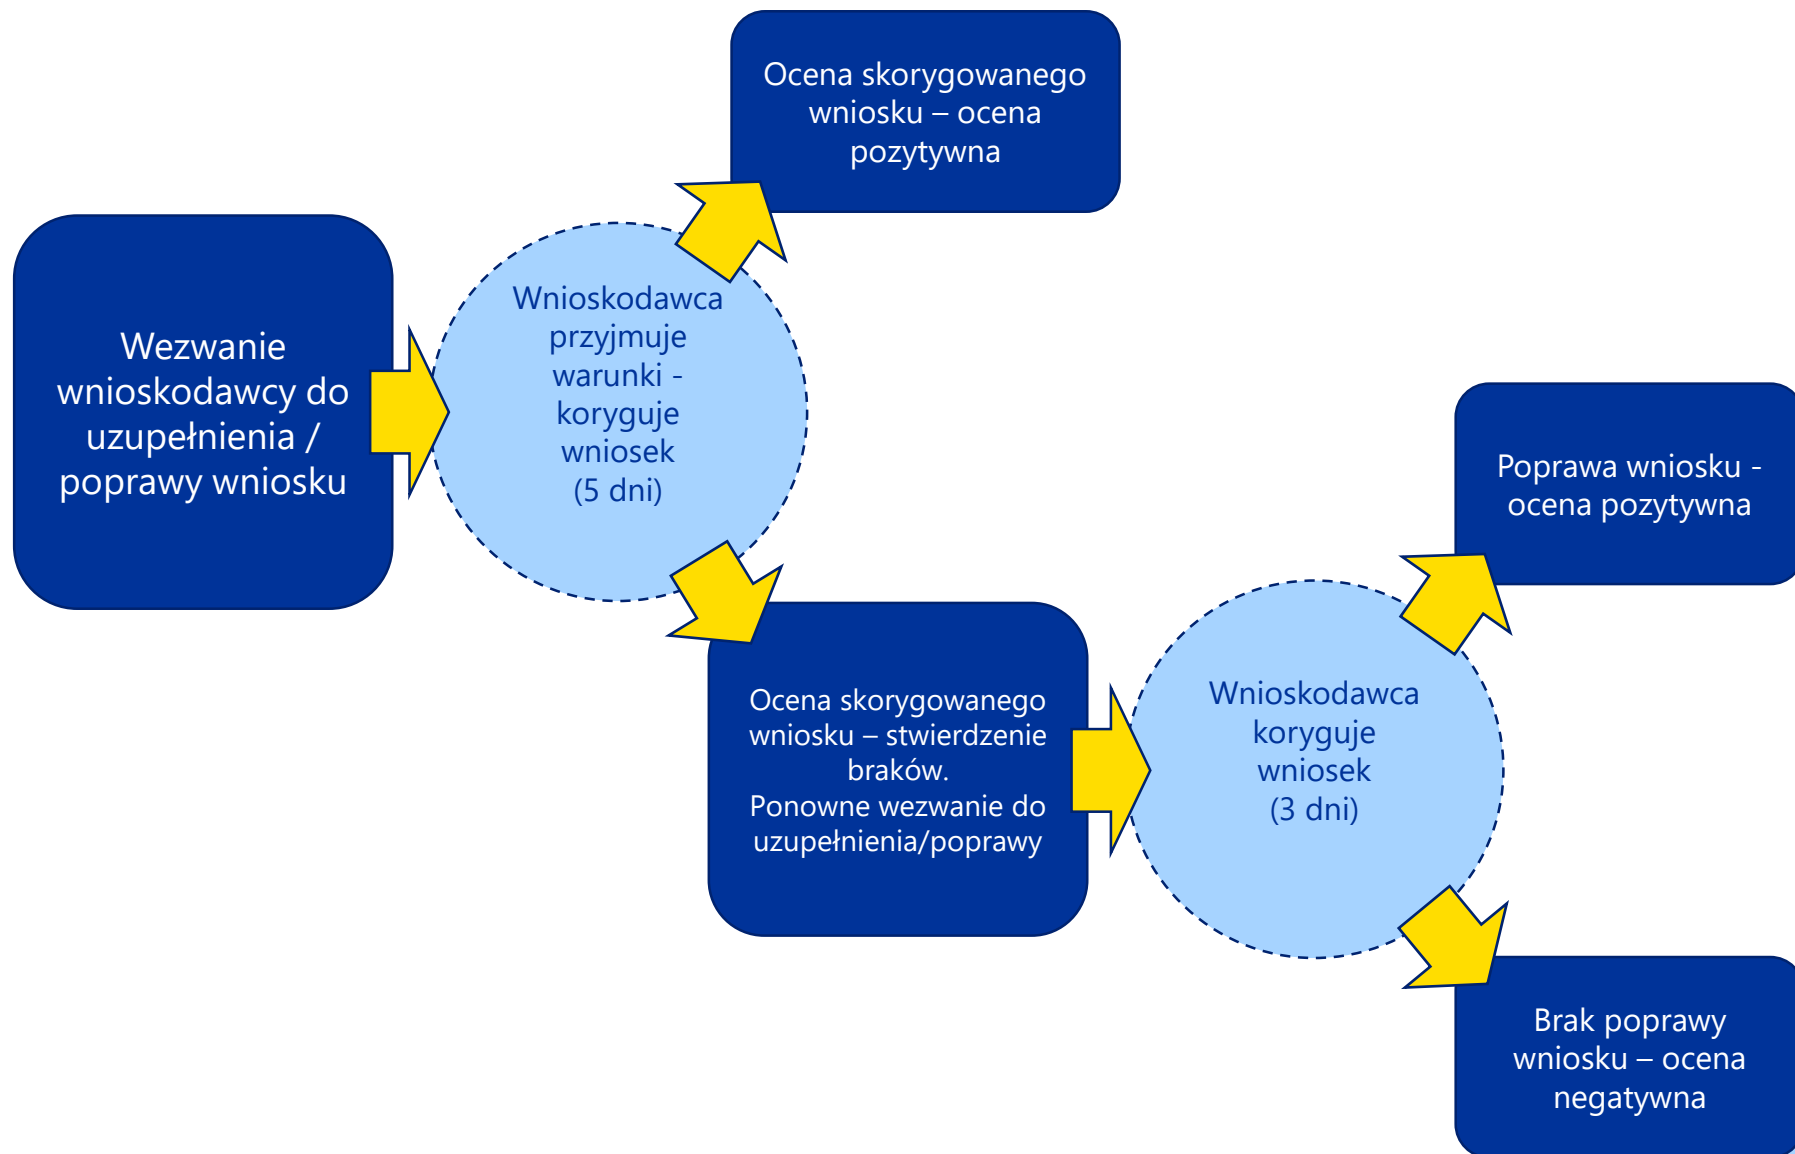 Ocena skorygowanego
wniosku – ocena
pozytywna
Wezwanie
wnioskodawcy do
uzupełnienia /
poprawy wniosku
Wnioskodawca
przyjmuje
warunki -
koryguje
wniosek
(5 dni)
Ocena skorygowanego
wniosku – stwierdzenie
braków.
Ponowne wezwanie do
uzupełnienia/poprawy
Wnioskodawca
koryguje
wniosek
(3 dni)
Poprawa wniosku -
ocena pozytywna
Brak poprawy
wniosku – ocena
negatywna